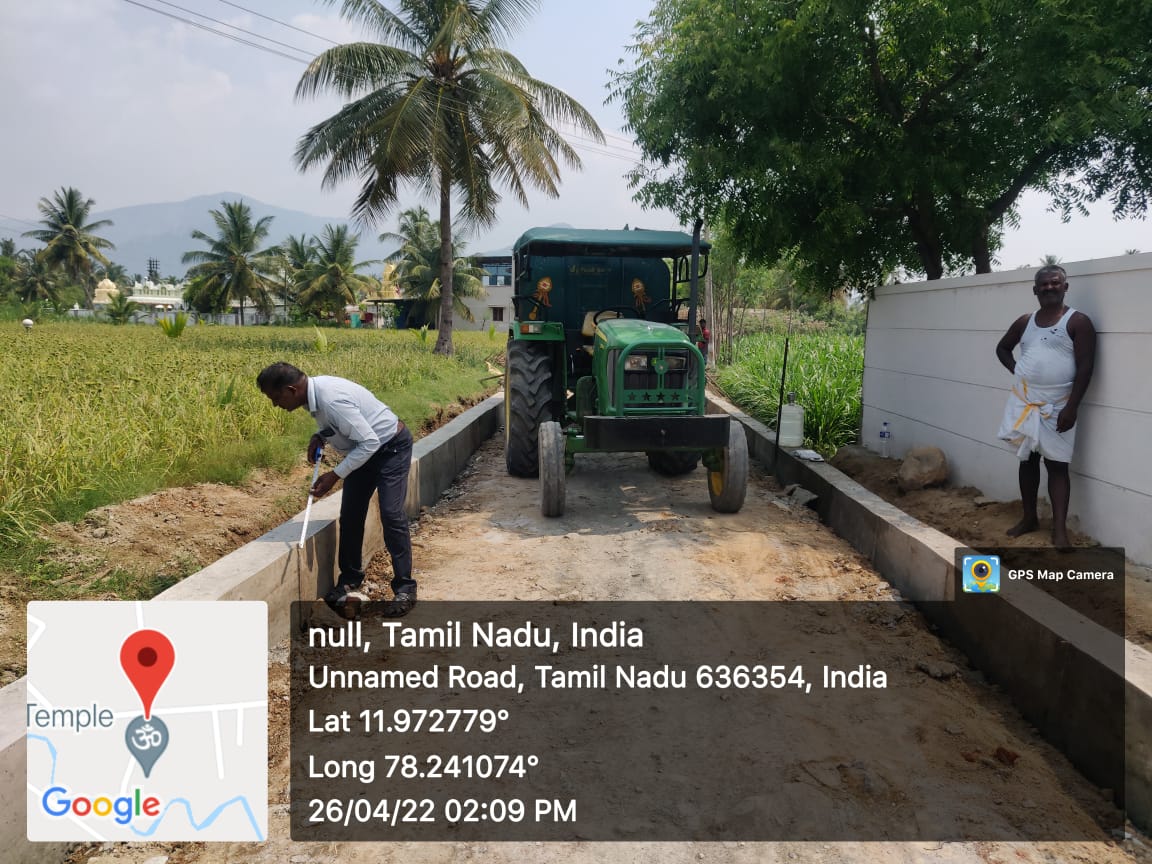 GPS Map Camera
null, Tamil Nadu, India
Unnamed Road, Tamil Nadu 636354, India
Lat 11.972779°
Long 78.241074°
26/04/22 02:09 PM
Temple
Google